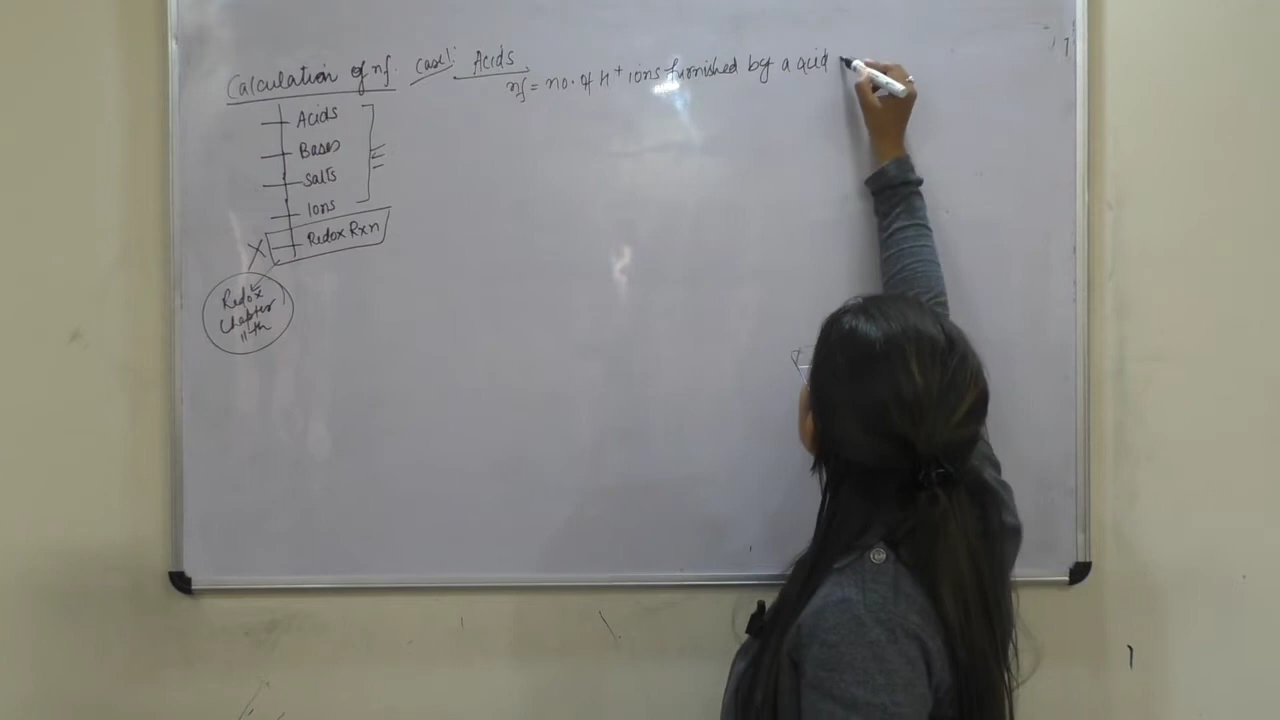 Calculation of nf. Case1: Acids
nf = no. of H+ ions furnished by a acid
Acids
Bases
Salts
Ions
Redox Rxn
Redox
Chapter
11th